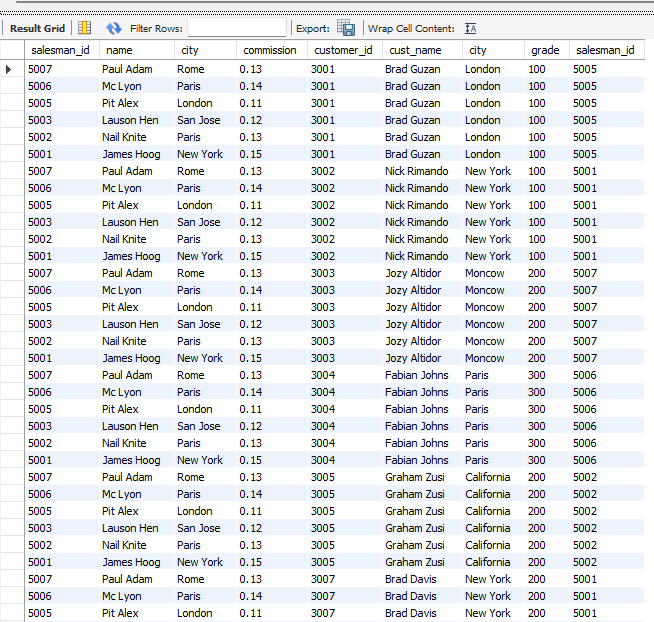 Result Grid Filter Rows: Export: Wrap Cell Content:
salesman_id name city commission customer_id cust_name city grade salesman_id
5007 Paul Adam Rome 0.13 3001 Brad Guzan London 100 5005
5006 Mc Lyon Paris 0.14 3001 Brad Guzan London 100 5005
5005 Pit Alex London 0.11 3001 Brad Guzan London 100 5005
5003 Lauson Hen San Jose 0.12 3001 Brad Guzan London 100 5005
5002 Nail Knite Paris 0.13 3001 Brad Guzan London 100 5005
5001 James Hoog New York 0.15 3001 Brad Guzan London 100 5005
5007 Paul Adam Rome 0.13 3002 Nick Rimando New York 100 5001
5006 Mc Lyon Paris 0.14 3002 Nick Rimando New York 100 5001
5005 Pit Alex London 0.11 3002 Nick Rimando New York 100 5001
5003 Lauson Hen San Jose 0.12 3002 Nick Rimando New York 100 5001
5002 Nail Knite Paris 0.13 3002 Nick Rimando New York 100 5001
5001 James Hoog New York 0.15 3002 Nick Rimando New York 100 5001
5007 Paul Adam Rome 0.13 3003 Jozy Altidor Moncow 200 5007
5006 Mc Lyon Paris 0.14 3003 Jozy Altidor Moncow 200 5007
5005 Pit Alex London 0.11 3003 Jozy Altidor Moncow 200 5007
5003 Lauson Hen San Jose 0.12 3003 Jozy Altidor Moncow 200 5007
5002 Nail Knite Paris 0.13 3003 Jozy Altidor Moncow 200 5007
5001 James Hoog New York 0.15 3003 Jozy Altidor Moncow 200 5007
5007 Paul Adam Rome 0.13 3004 Fabian Johns Paris 300 5006
5006 Mc Lyon Paris 0.14 3004 Fabian Johns Paris 300 5006
5005 Pit Alex London 0.11 3004 Fabian Johns Paris 300 5006
5003 Lauson Hen San Jose 0.12 3004 Fabian Johns Paris 300 5006
5002 Nail Knite Paris 0.13 3004 Fabian Johns Paris 300 5006
5001 James Hoog New York 0.15 3004 Fabian Johns Paris 300 5006
5007 Paul Adam Rome 0.13 3005 Graham Zusi California 200 5002
5006 Mc Lyon Paris 0.14 3005 Graham Zusi California 200 5002
5005 Pit Alex London 0.11 3005 Graham Zusi California 200 5002
5003 Lauson Hen San Jose 0.12 3005 Graham Zusi California 200 5002
5002 Nail Knite Paris 0.13 3005 Graham Zusi California 200 5002
5001 James Hoog New York 0.15 3005 Graham Zusi California 200 5002
5007 Paul Adam Rome 0.13 3007 Brad Davis New York 200 5001
5006 Mc Lyon Paris 0.14 3007 Brad Davis New York 200 5001
5005 Pit Alex London 0.11 3007 Brad Davis New York 200 5001